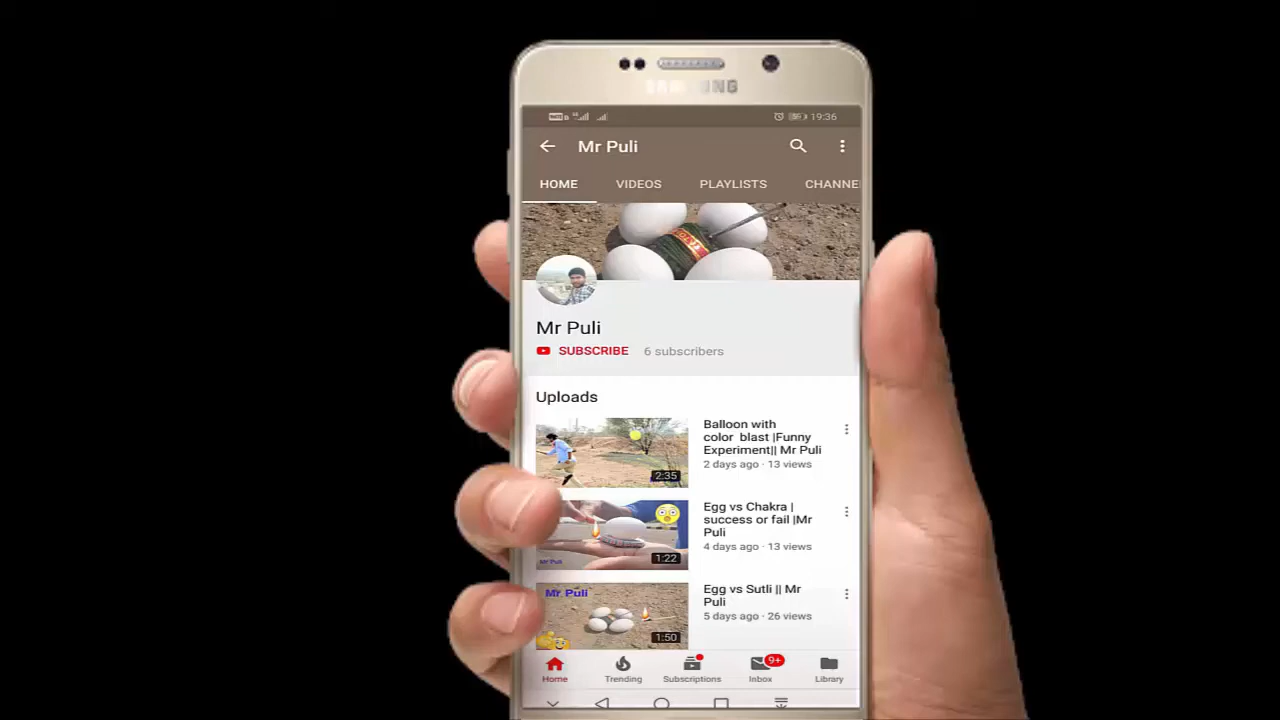 SAMSUNG
19:36
Mr Puli
HOME VIDEOS PLAYLISTS CHANNE
Mr Puli
SUBSCRIBE 6 subscribers
Uploads
2:35
Balloon with
color blast |Funny
Experiment|| Mr Puli
2 days ago · 13 views
Mr Puli
1:22
Egg vs Chakra |
success or fail |Mr
Puli
4 days ago · 13 views
Mr Puli
1:50
Egg vs Sutli || Mr
Puli
5 days ago · 26 views
9+
Home Trending Subscriptions Inbox Library